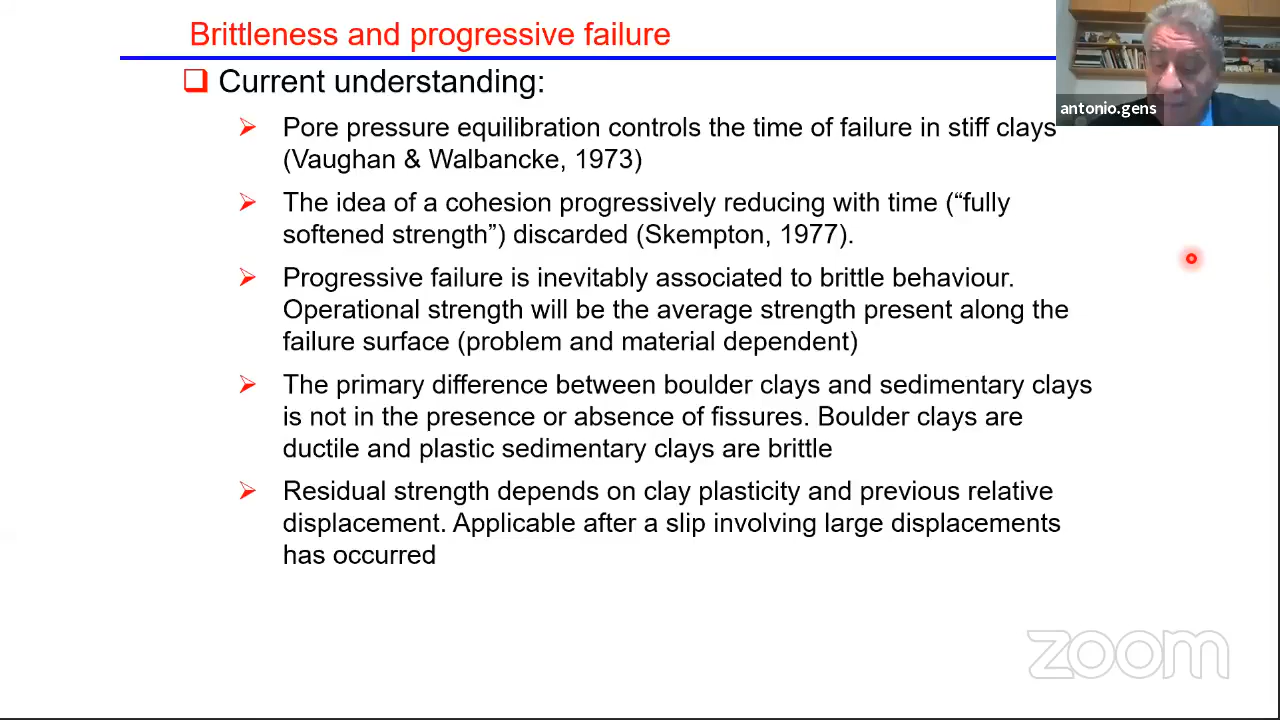 Brittleness and progressive failure
antonio.gens
Current understanding:
Pore pressure equilibration controls the time of failure in stiff clays
(Vaughan & Walbancke, 1973)
The idea of a cohesion progressively reducing with time (“fully
softened strength”) discarded (Skempton, 1977).
Progressive failure is inevitably associated to brittle behaviour.
Operational strength will be the average strength present along the
failure surface (problem and material dependent)
The primary difference between boulder clays and sedimentary clays
is not in the presence or absence of fissures. Boulder clays are
ductile and plastic sedimentary clays are brittle
Residual strength depends on clay plasticity and previous relative
displacement. Applicable after a slip involving large displacements
has occurred
zoom